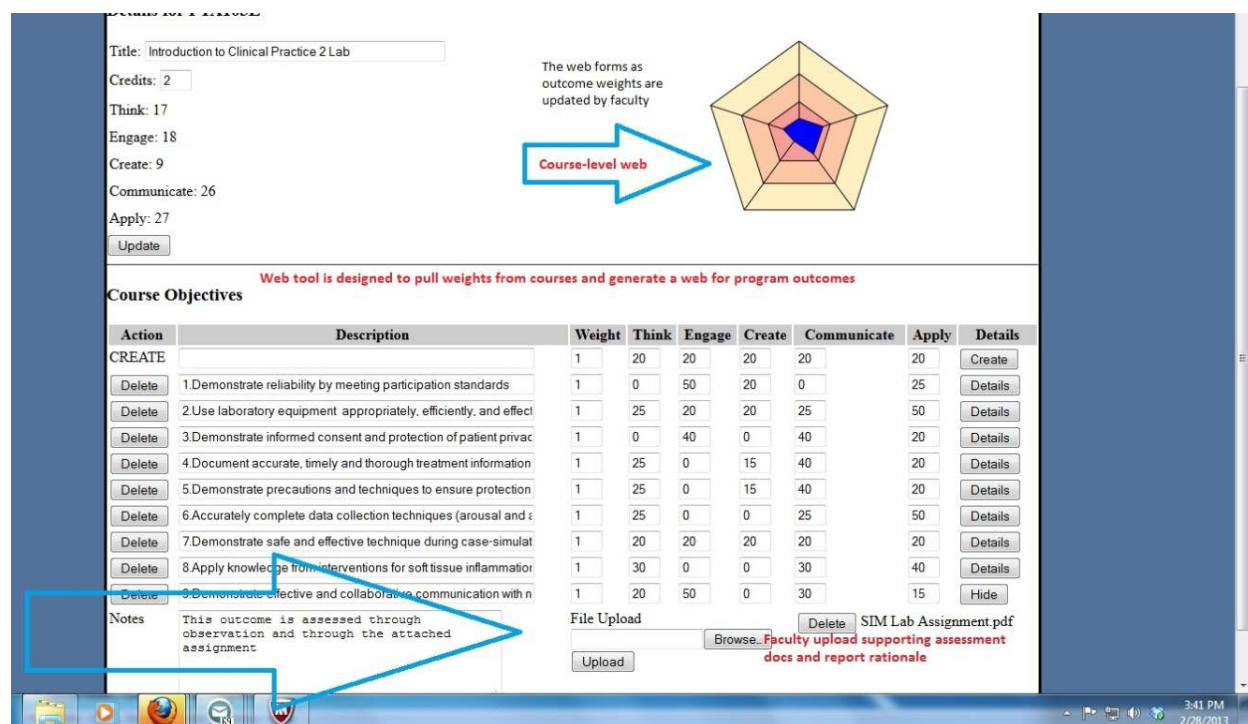 Details for PTA103L
Title: Introduction to Clinical Practice 2 Lab
Credits: 2
Think: 17
Engage: 18
Create: 9
Communicate: 26
Apply: 27
Update
The web forms as
outcome weights are
updated by faculty
Course-level web
Web tool is designed to pull weights from courses and generate a web for program outcomes
Course Objectives
Action Description Weight Think Engage Create Communicate Apply Details
CREATE 1 20 20 20 20 20 Create
Delete 1.Demonstrate reliability by meeting participation standards 1 0 50 20 0 25 Details
Delete 2.Use laboratory equipment appropriately, efficiently, and effect 1 25 20 20 25 50 Details
Delete 3.Demonstrate informed consent and protection of patient privac 1 0 40 0 40 20 Details
Delete 4.Document accurate, timely and thorough treatment information 1 25 0 15 40 20 Details
Delete 5.Demonstrate precautions and techniques to ensure protection 1 25 0 15 40 20 Details
Delete 6.Accurately complete data collection techniques (arousal and a 1 25 0 0 25 50 Details
Delete 7.Demonstrate safe and effective technique during case-simulat 1 20 20 20 20 20 Details
Delete 8.Apply knowledge from interventions for soft tissue inflammation 1 30 0 0 30 40 Details
Delete 9.Demonstrate effective and collaborative communication with n 1 20 50 0 30 15 Hide
Notes
This outcome is assessed through
observation and through the attached
assignment
File Upload
Browse...
Upload
Delete SIM Lab Assignment.pdf
Faculty upload supporting assessment
docs and report rationale
3:41 PM
2/28/2013